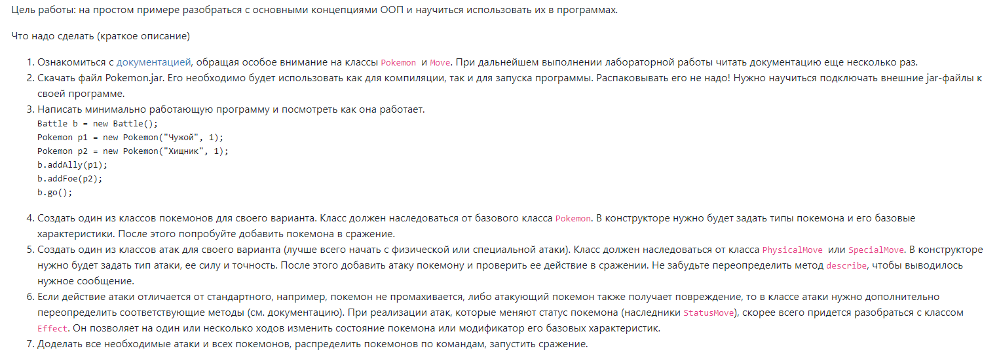 Цель работы: на простом примере разобраться с основными концепциями ООП и научиться использовать их в программах.
Что надо сделать (краткое описание)
1. Ознакомиться с документацией, обращая особое внимание на классы Pokemon и Move. При дальнейшем выполнении лабораторной работы читать документацию еще несколько раз.
2. Скачать файл Pokemon.jar. Его необходимо будет использовать как для компиляции, так и для запуска программы. Распаковывать его не надо! Нужно научиться подключать внешние jar-файлы к
своей программе.
3. Написать минимально работающую программу и посмотреть как она работает.
Battle b = new Battle();
Pokemon p1 = new Pokemon("Чужой", 1);
Pokemon p2 = new Pokemon("Хищник", 1);
b.addAlly(p1);
b.addFoe(p2);
b.go();
4. Создать один из классов покемонов для своего варианта. Класс должен наследоваться от базового класса Pokemon. В конструкторе нужно будет задать типы покемона и его базовые
характеристики. После этого попробуйте добавить покемона в сражение.
5. Создать один из классов атак для своего варианта (лучше всего начать с физической или специальной атаки). Класс должен наследоваться от класса PhysicalMove или SpecialMove. В конструкторе
нужно будет задать тип атаки, ее силу и точность. После этого добавить атаку покемону и проверить ее действие в сражении. Не забудьте переопределить метод describe, чтобы выводилось
нужное сообщение.
6. Если действие атаки отличается от стандартного, например, покемон не промахивается, либо атакующий покемон также получает повреждение, то в классе атаки нужно дополнительно
переопределить соответствующие методы (см. документацию). При реализации атак, которые меняют статус покемона (наследники StatusMove), скорее всего придется разобраться с классом
Effect. Он позволяет на один или несколько ходов изменить состояние покемона или модификатор его базовых характеристик.
7. Доделать все необходимые атаки и всех покемонов, распределить покемонов по командам, запустить сражение.